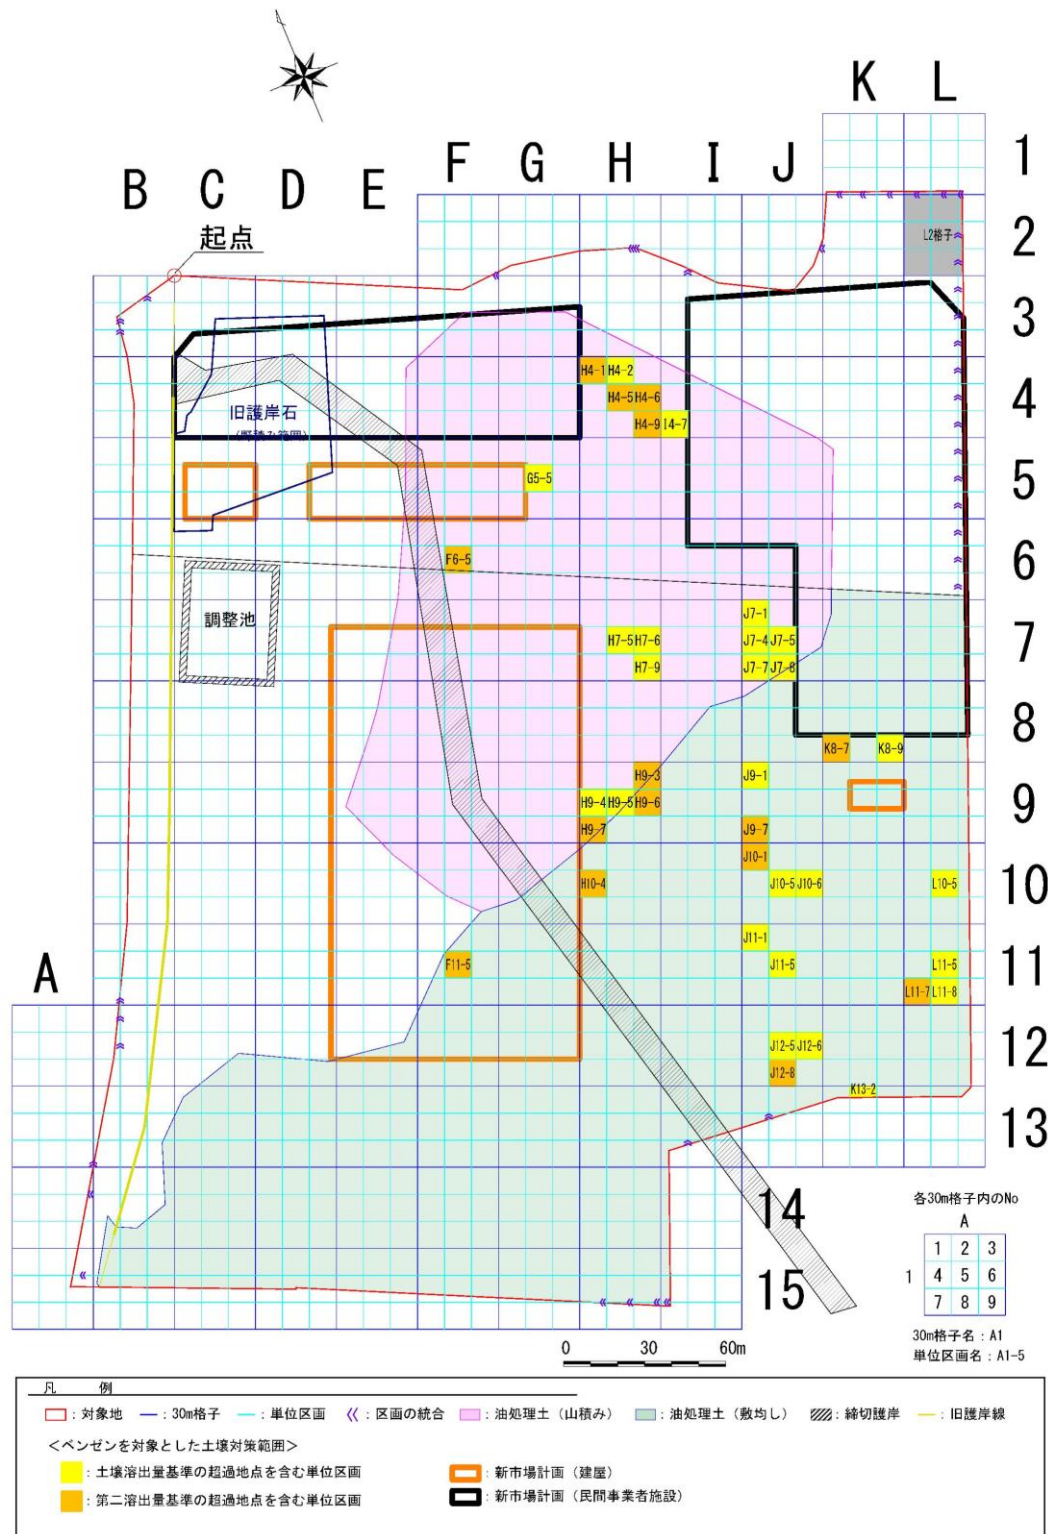 K L
1
F G H I J
B C D E
起点
2
L2格子
3
H4-1 H4-2
4
旧護岸石
H4-5 H4-6
H4-9 I4-7
5
G5-5
6
F6-5
調整池
J7-1
7
H7-5 H7-6 J7-4 J7-5
H7-9 J7-7 J7-8
8
K8-7 K8-9
H9-3 J9-1
9
H9-4 H9-5 H9-6
H9-7 J9-7
J10-1
10
H10-4 J10-5 J10-6 L10-5
J11-1
11
F11-5 J11-5 L11-5
A
L11-7 L11-8
12
J12-5 J12-6
J12-8
K13-2
13
14
15
各30m格子内のNo
A
1 2 3
1 4 5 6
7 8 9
30m格子名：A1
単位区画名：A1-5
0 30 60m
凡 例
：対象地 ：30m格子 ：単位区画 ：区画の統合 ：油処理土（山積み） ：油処理土（敷均し） ：締切護岸 ：旧護岸線
＜ベンゼンを対象とした土壌対策範囲＞
：土壌溶出量基準の超過地点を含む単位区画 ：新市場計画（建屋）
：第二溶出量基準の超過地点を含む単位区画 ：新市場計画（民間事業者施設）